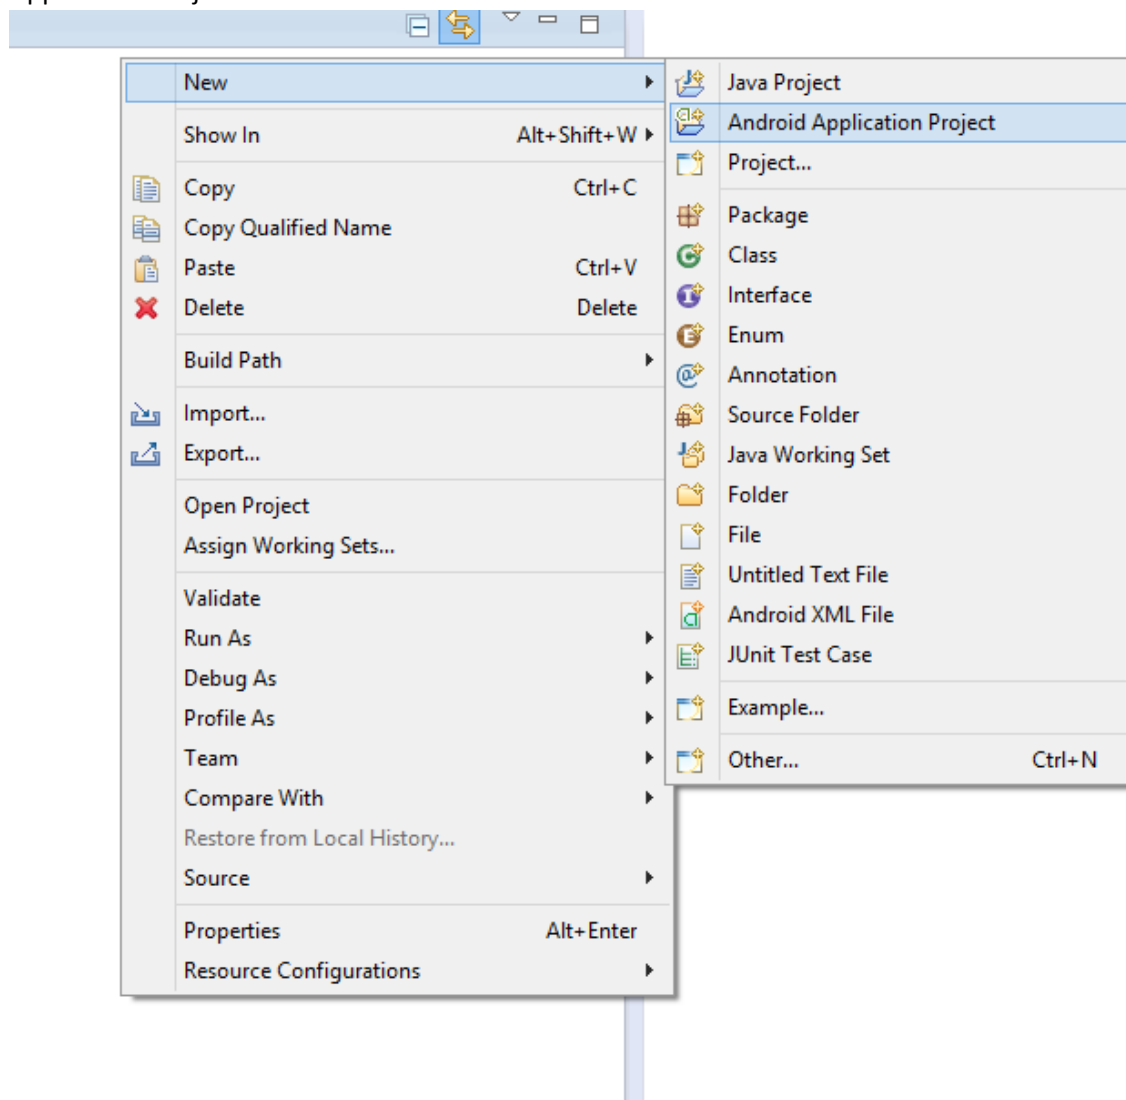 New
Show In Alt+Shift+W
Copy Ctrl+C
Copy Qualified Name
Paste Ctrl+V
Delete Delete
Build Path
Import...
Export...
Open Project
Assign Working Sets...
Validate
Run As
Debug As
Profile As
Team
Compare With
Restore from Local History...
Source
Properties Alt+Enter
Resource Configurations
Java Project
Android Application Project
Project...
Package
Class
Interface
Enum
Annotation
Source Folder
Java Working Set
Folder
File
Untitled Text File
Android XML File
JUnit Test Case
Example...
Other... Ctrl+N